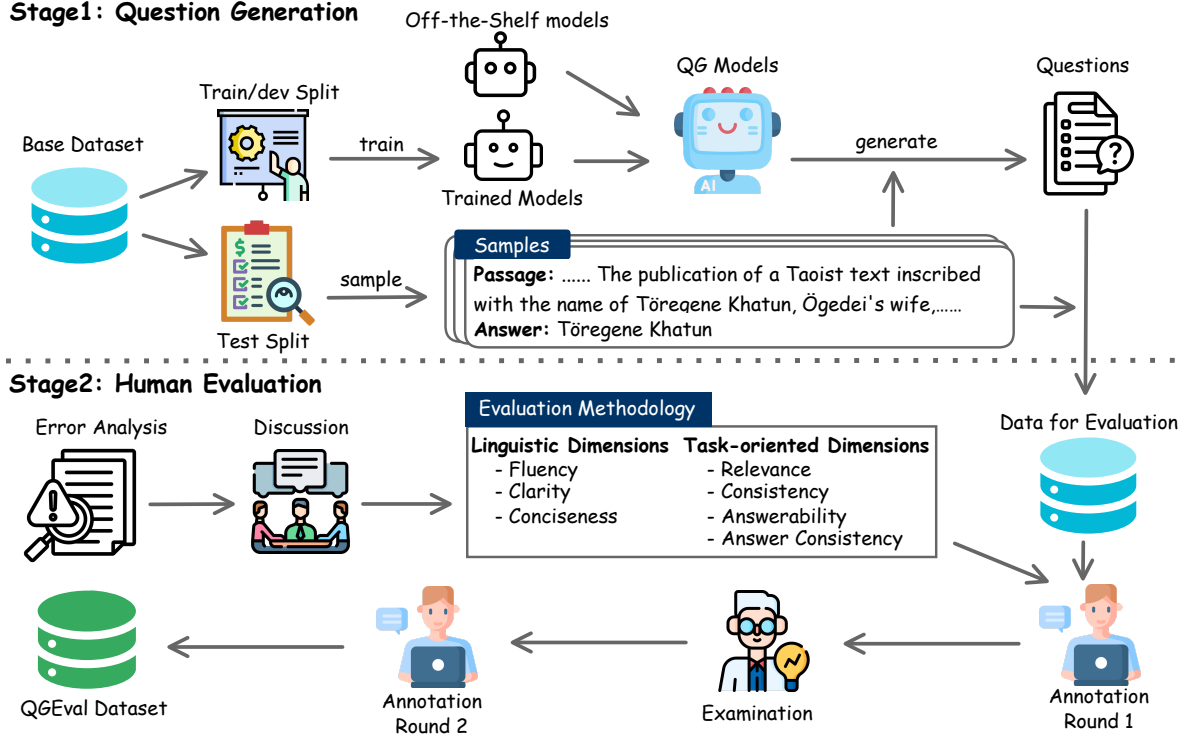 Stage1: Question Generation
Off-the-Shelf models
QG Models
Questions
Train/dev Split
Base Dataset
train
generate
Trained Models
AI
$
Samples
sample
Passage: ...... The publication of a Taoist text inscribed
with the name of Töregene Khatun, Ögedei's wife,......
Answer: Töregene Khatun
Test Split
Stage2: Human Evaluation
Evaluation Methodology
Error Analysis
Discussion
Data for Evaluation
Linguistic Dimensions
- Fluency
- Clarity
- Conciseness
Task-oriented Dimensions
- Relevance
- Consistency
- Answerability
- Answer Consistency
QGEval Dataset
Annotation
Round 2
Examination
Annotation
Round 1